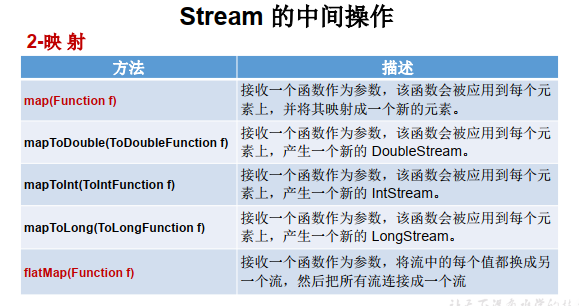 Stream 的中间操作
2-映 射
方法
描述
map(Function f)
接收一个函数作为参数，该函数会被应用到每个元
素上，并将其映射成一个新的元素。
mapToDouble(ToDoubleFunction f)
接收一个函数作为参数，该函数会被应用到每个元
素上，产生一个新的 DoubleStream。
mapToInt(ToIntFunction f)
接收一个函数作为参数，该函数会被应用到每个元
素上，产生一个新的 IntStream。
mapToLong(ToLongFunction f)
接收一个函数作为参数，该函数会被应用到每个元
素上，产生一个新的 LongStream。
flatMap(Function f)
接收一个函数作为参数，将流中的每个值都换成另
一个流，然后把所有流连接成一个流